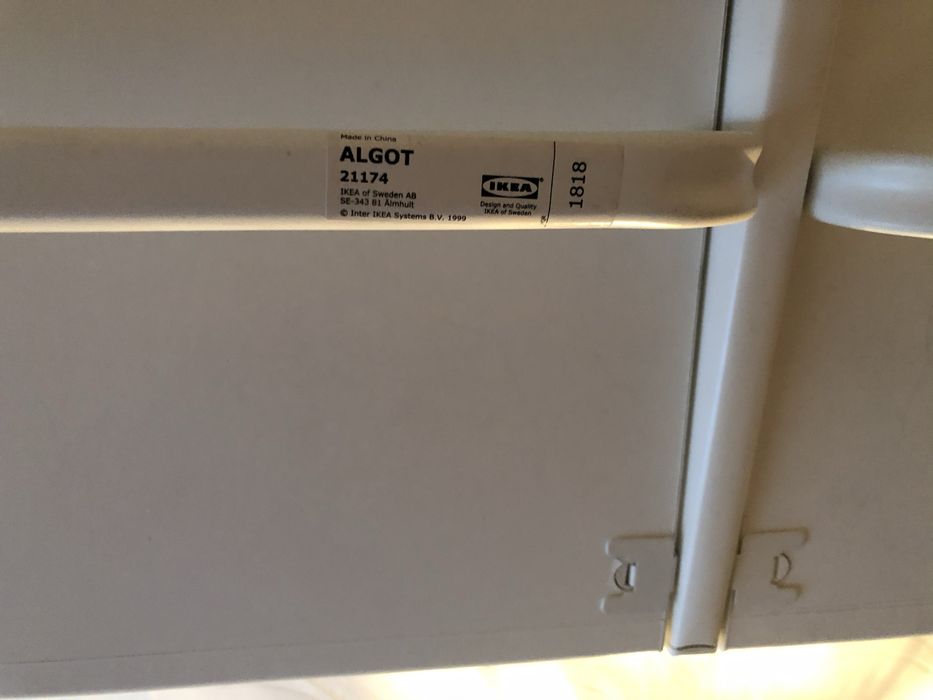 Made in China
ALGOT
21174
IKEA of Sweden AB
SE-343 81 Älmhult
© Inter IKEA Systems B.V. 1999
IKEA®
Design and Quality
IKEA of Sweden
1818